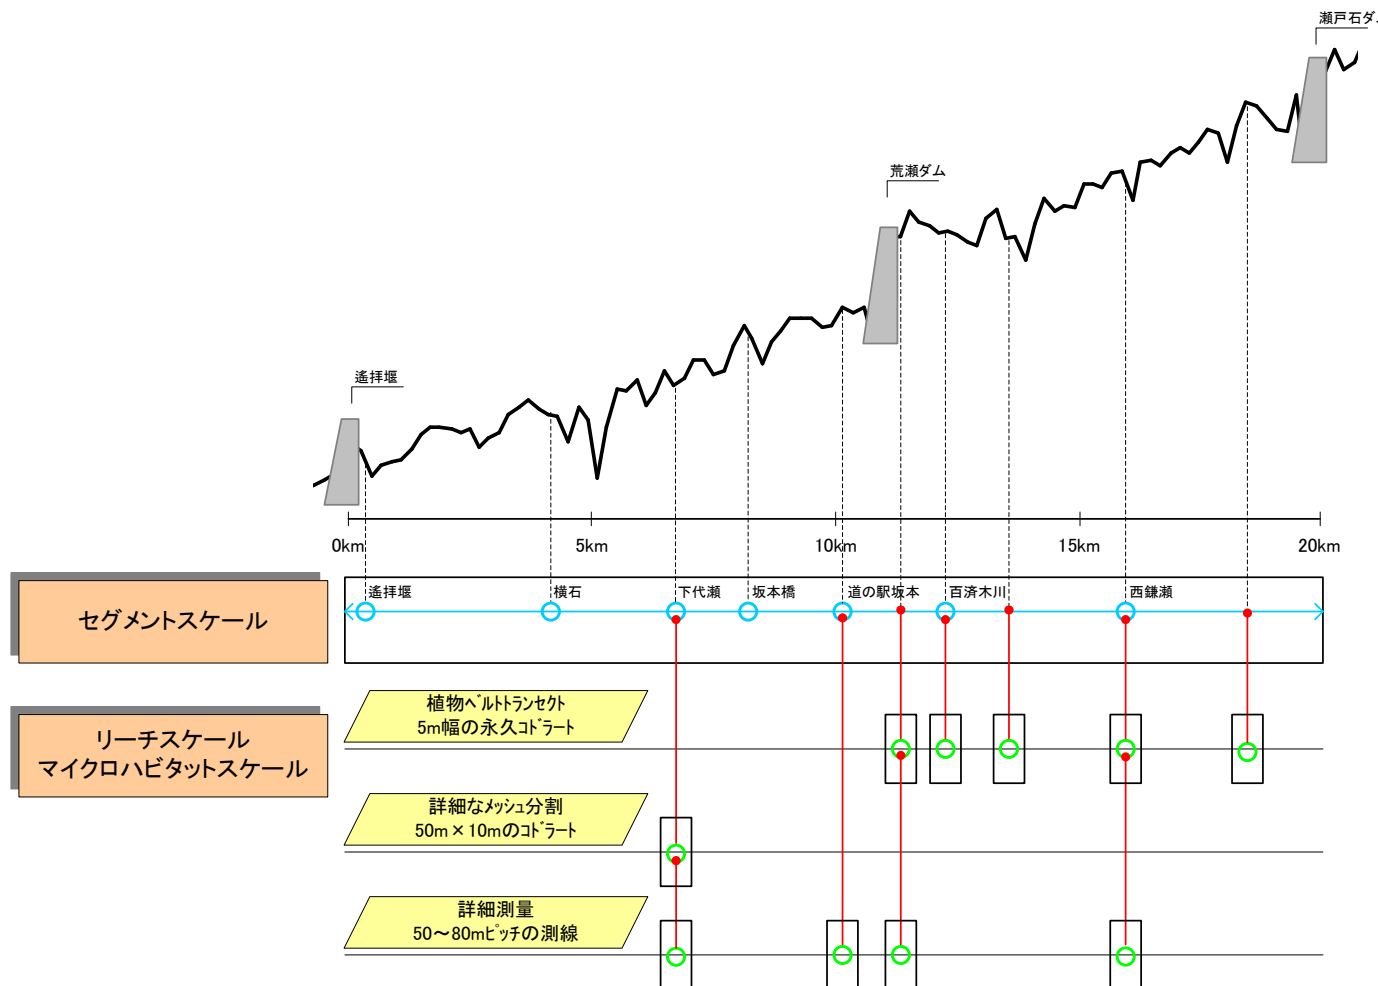 瀬戸石ダ
荒瀬ダム
遙拝堰
0km
5km
10km
15km
20km
セグメントスケール
遙拝堰
横石
下代瀬
坂本橋
道の駅坂本
百済木川
西鎌瀬
リーチスケール
マイクロハビタットスケール
植物ベルトトランセクト
5m幅の永久コドラート
詳細なメッシュ分割
50m×10mのコドラート
詳細測量
50～80mピッチの測線